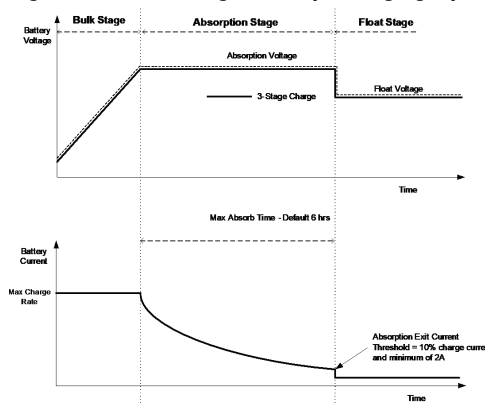 Bulk Stage
Absorption Stage
Float Stage
Battery
Voltage
Absorption Voltage
3-Stage Charge
Float Voltage
Time
Max Absorb Time - Default 6 hrs
Battery
Current
Max Charge
Rate
Absorption Exit Current
Threshold = 10% charge curre
and minimum of 2A
Time